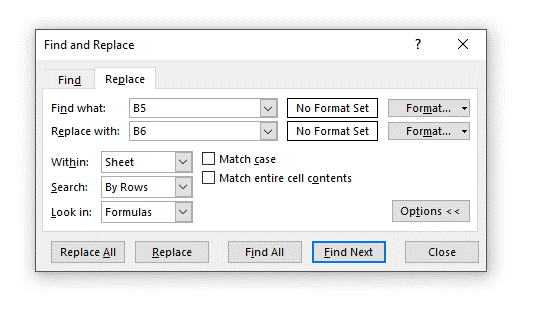 Find and Replace ?
Find Replace
Find what: B5 No Format Set Format...
Replace with: B6 No Format Set Format...
Within: Sheet Match case
Search: By Rows Match entire cell contents
Look in: Formulas Options <<
Replace All Replace Find All Find Next Close